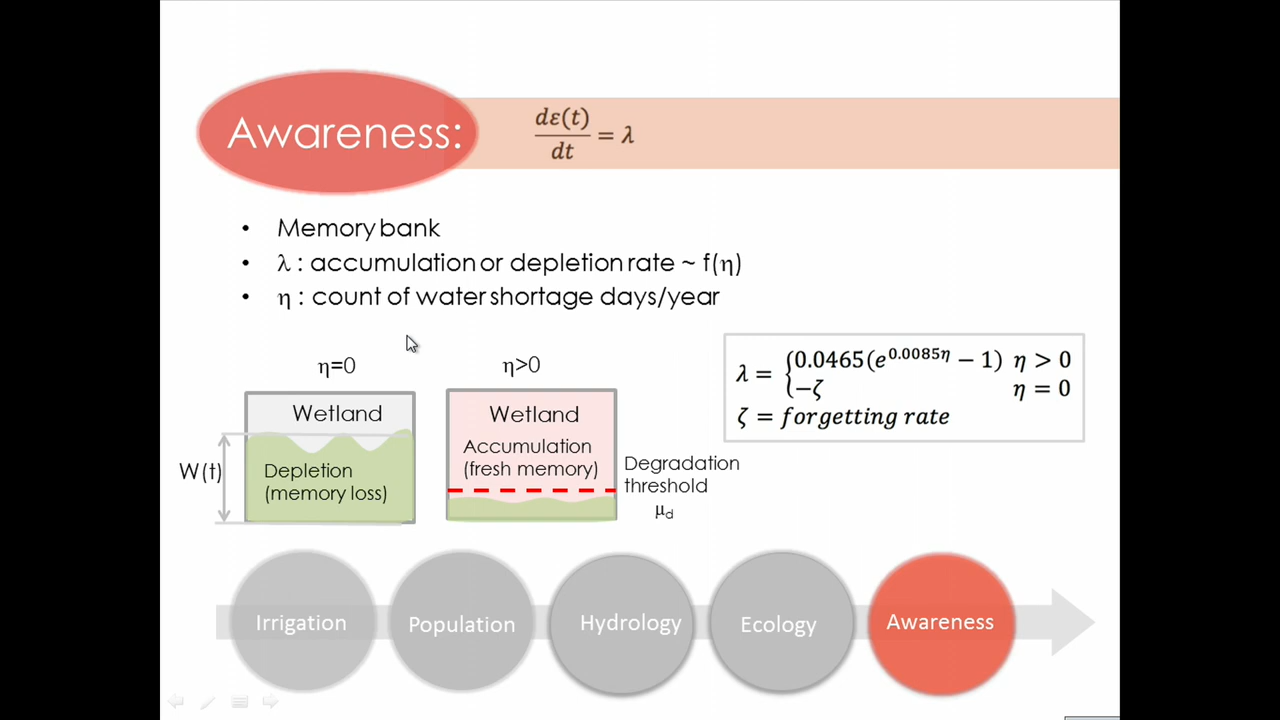 Awareness:
dε(t)/dt = λ
• Memory bank
• λ : accumulation or depletion rate ~ f(η)
• η : count of water shortage days/year
η=0
η>0
Wetland
Depletion
(memory loss)
W(t)
Wetland
Accumulation
(fresh memory)
Degradation
threshold
μd
λ = {0.0465(e^0.0085η − 1) η > 0
−ζ η = 0
ζ = forgetting rate
Irrigation
Population
Hydrology
Ecology
Awareness